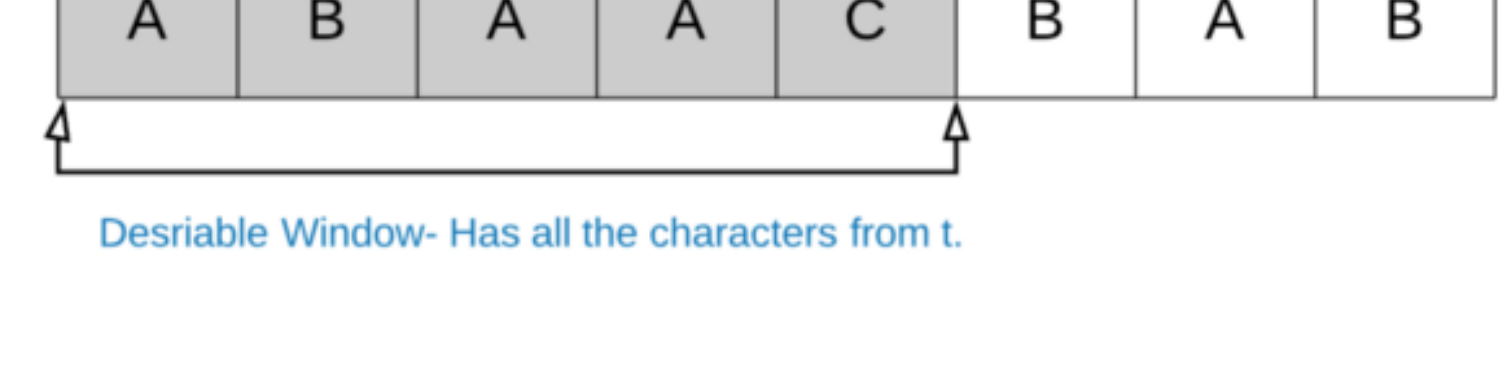 A B A A C B A B
Desriable Window- Has all the characters from t.